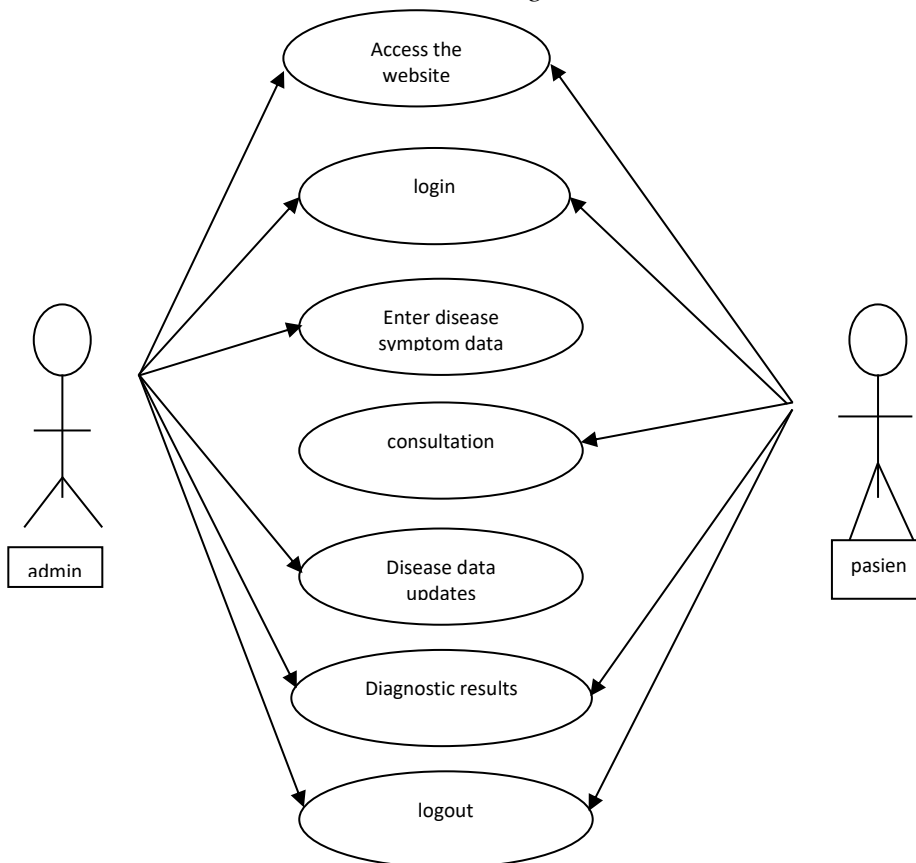 Access the
website
login
Enter disease
symptom data
consultation
admin
Disease data
updates
pasien
Diagnostic results
logout